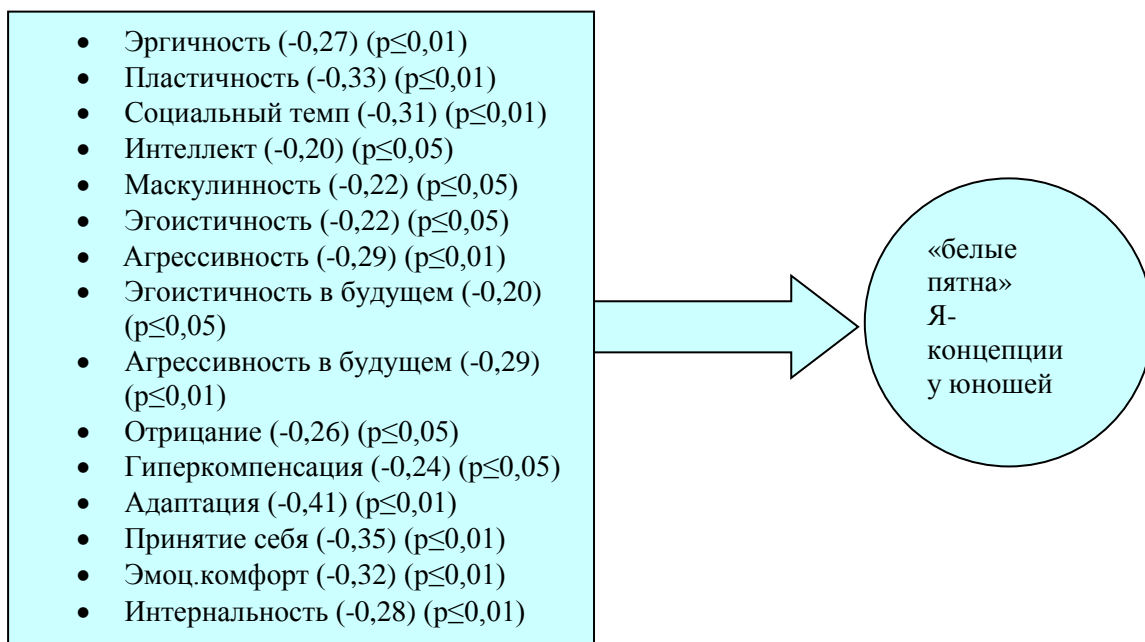 • Эргичность (-0,27) (p≤0,01)
• Пластичность (-0,33) (p≤0,01)
• Социальный темп (-0,31) (p≤0,01)
• Интеллект (-0,20) (p≤0,05)
• Маскулинность (-0,22) (p≤0,05)
• Эгоистичность (-0,22) (p≤0,05)
• Агрессивность (-0,29) (p≤0,01)
• Эгоистичность в будущем (-0,20)
(p≤0,05)
• Агрессивность в будущем (-0,29)
(p≤0,01)
• Отрицание (-0,26) (p≤0,05)
• Гиперкомпенсация (-0,24) (p≤0,05)
• Адаптация (-0,41) (p≤0,01)
• Принятие себя (-0,35) (p≤0,01)
• Эмоц.комфорт (-0,32) (p≤0,01)
• Интернальность (-0,28) (p≤0,01)
«белые
пятна»
Я-
концепции
у юношей